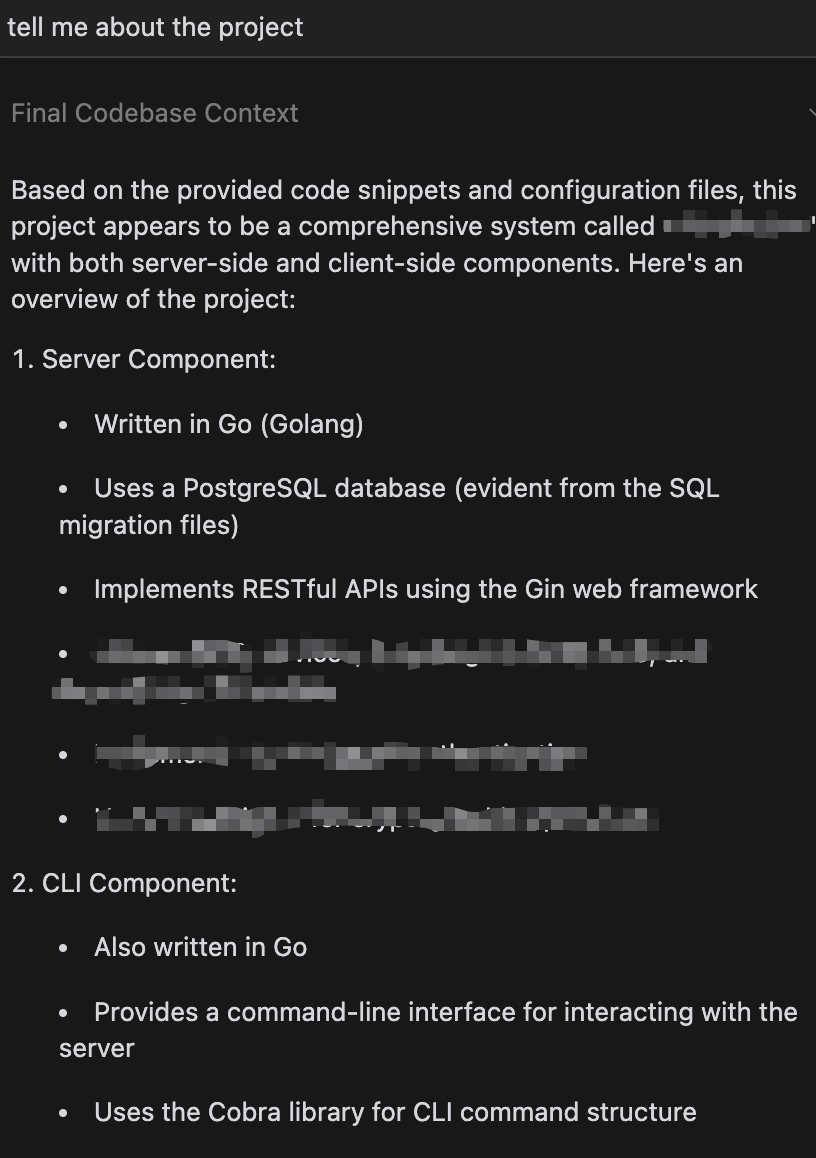 tell me about the project
Final Codebase Context
Based on the provided code snippets and configuration files, this
project appears to be a comprehensive system called
with both server-side and client-side components. Here's an
overview of the project:
1. Server Component:
• Written in Go (Golang)
• Uses a PostgreSQL database (evident from the SQL
migration files)
• Implements RESTful APIs using the Gin web framework
•
•
•
2. CLI Component:
• Also written in Go
• Provides a command-line interface for interacting with the
server
• Uses the Cobra library for CLI command structure